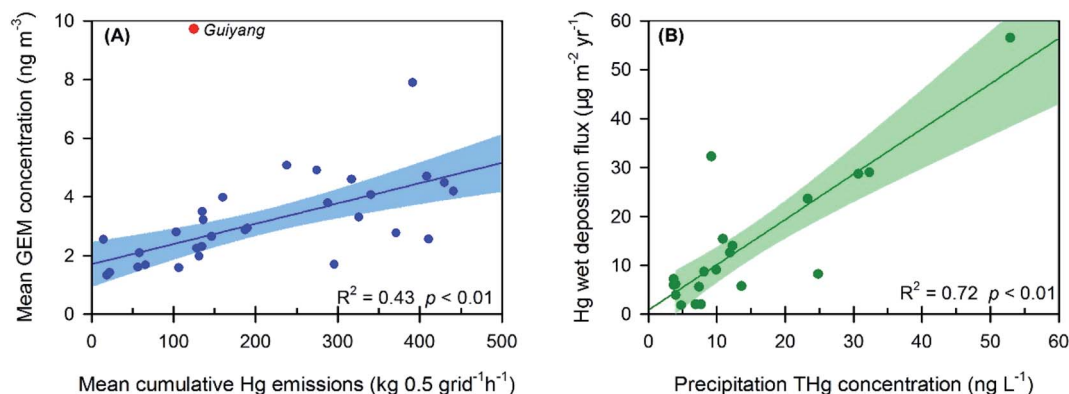 (A)
Guiyang
Mean GEM concentration (ng m⁻³)
10
8
6
4
2
0
R² = 0.43 p < 0.01
0 100 200 300 400 500
Mean cumulative Hg emissions (kg 0.5 grid⁻¹h⁻¹)
(B)
Hg wet deposition flux (µg m⁻² yr⁻¹)
60
50
40
30
20
10
0
R² = 0.72 p < 0.01
0 10 20 30 40 50 60
Precipitation THg concentration (ng L⁻¹)